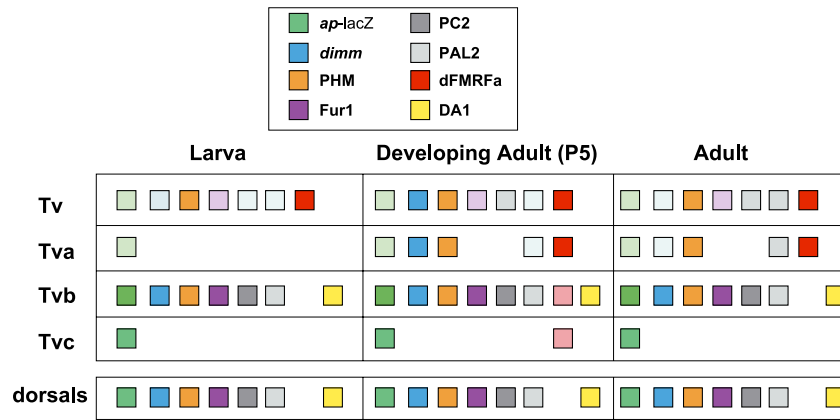 ap-lacZ PC2
dimm PAL2
PHM dFMRFa
Fur1 DA1
Larva Developing Adult (P5) Adult
Tv
Tva
Tvb
Tvc
dorsals